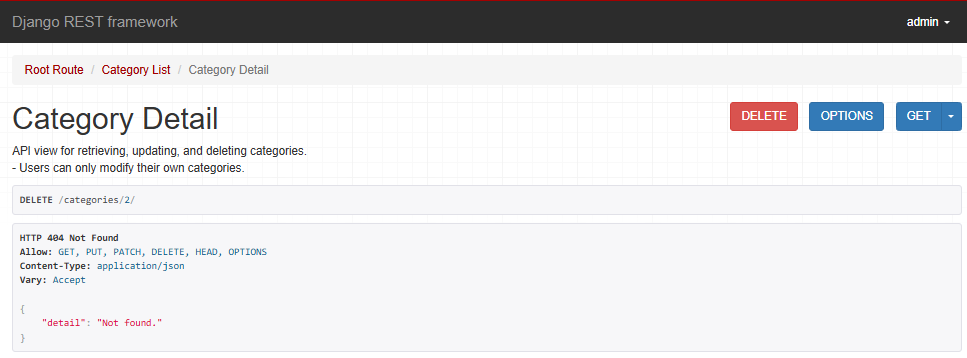 Django REST framework admin
Root Route / Category List / Category Detail
Category Detail DELETE OPTIONS GET
API view for retrieving, updating, and deleting categories.
- Users can only modify their own categories.
DELETE /categories/2/
HTTP 404 Not Found
Allow: GET, PUT, PATCH, DELETE, HEAD, OPTIONS
Content-Type: application/json
Vary: Accept
{
    "detail": "Not found."
}